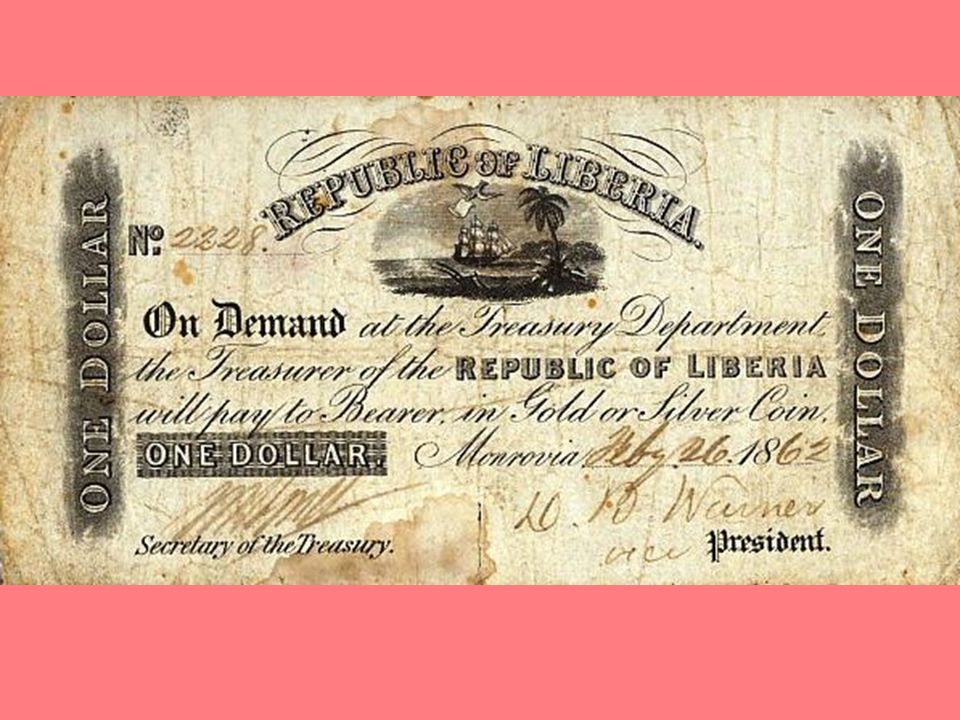 REPUBLIC OF LIBERIA.
No. 2228.
On Demand at the Treasury Department,
the Treasurer of the REPUBLIC OF LIBERIA
will pay to Bearer, in Gold or Silver Coin,
ONE DOLLAR. Monrovia, Feby 26 1862
D. B. Warner
Secretary of the Treasury. vice President.
ONE DOLLAR
ONE DOLLAR